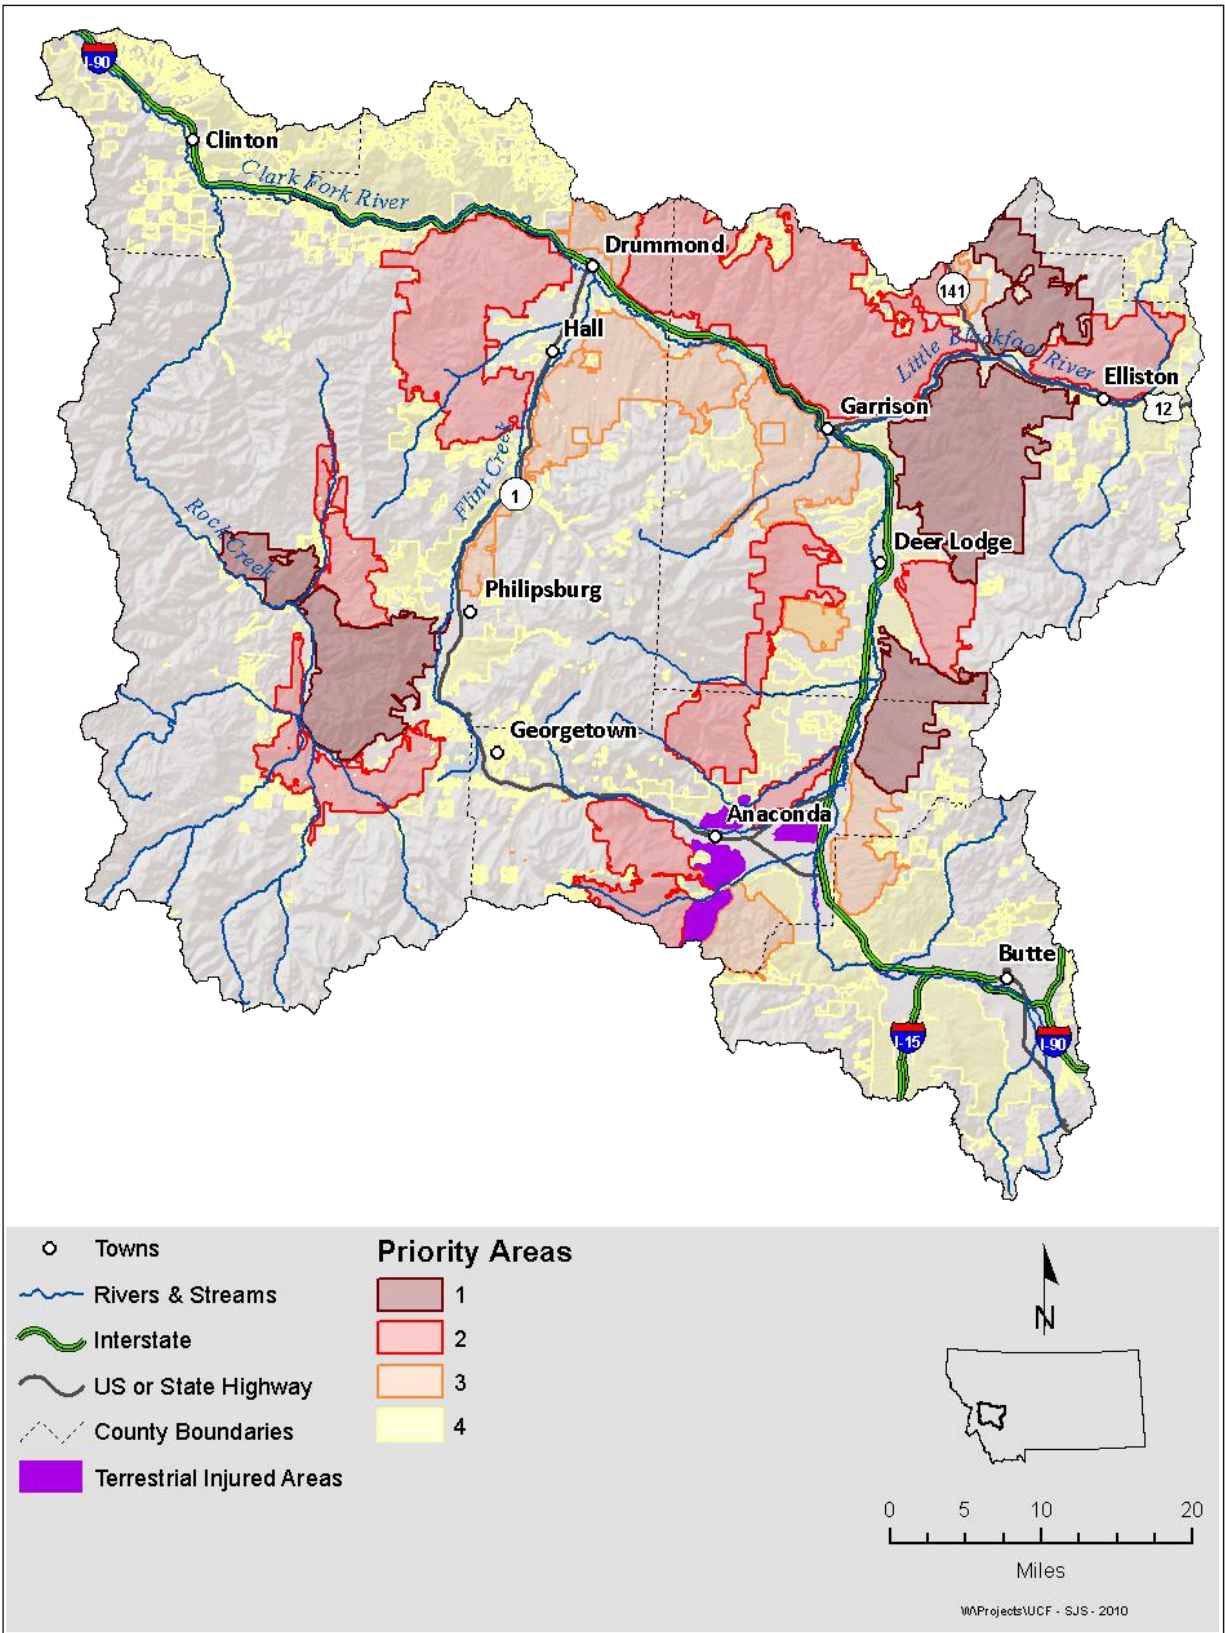 I-90
Clinton
Clark Fork River
Drummond
141
Hall
Little Blackfoot River
Elliston
12
Garrison
Flint Creek
1
Rock Creek
Deer Lodge
Philipsburg
Georgetown
Anaconda
Butte
I-15
I-90
Towns
Rivers & Streams
Interstate
US or State Highway
County Boundaries
Terrestrial Injured Areas
Priority Areas
1
2
3
4
N
0 5 10 20
Miles
W\Projects\UCF - SJS - 2010